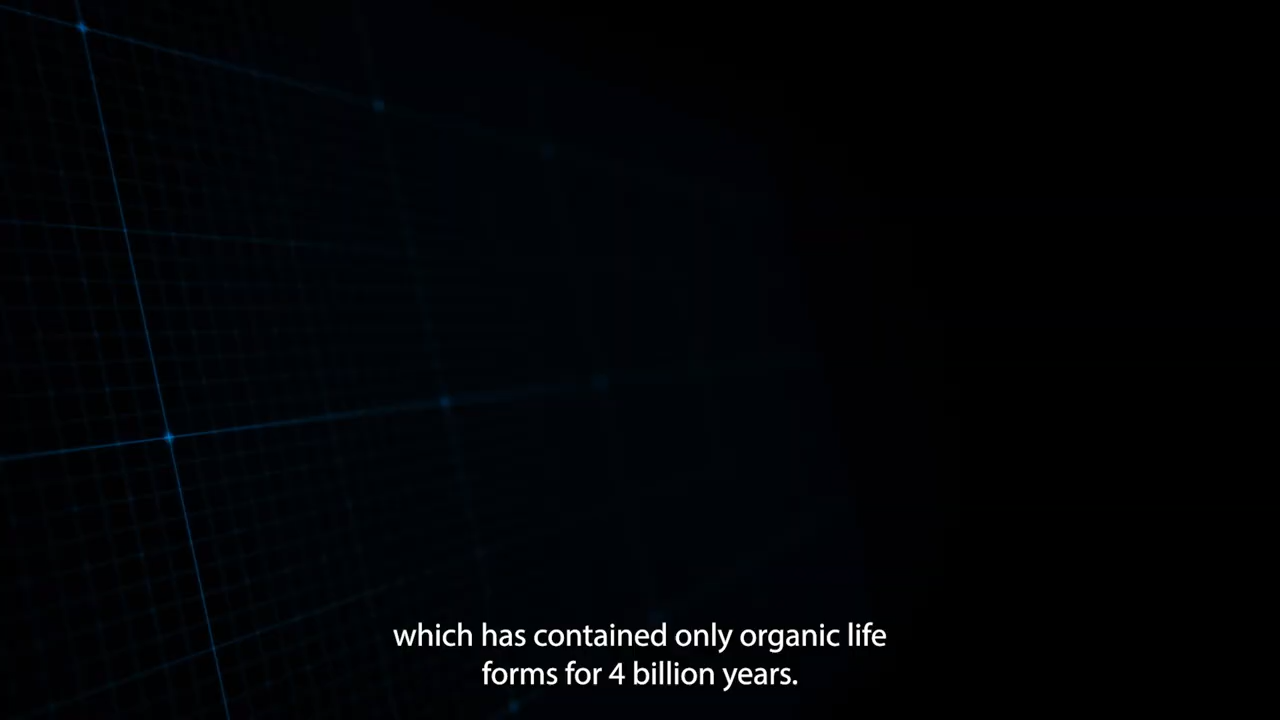 which has contained only organic life
forms for 4 billion years.